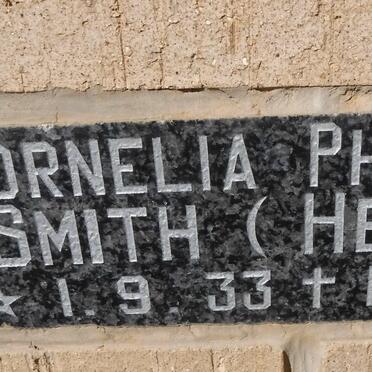 ORNELIA PH
SMITH (HE
★ 1.9.33 †